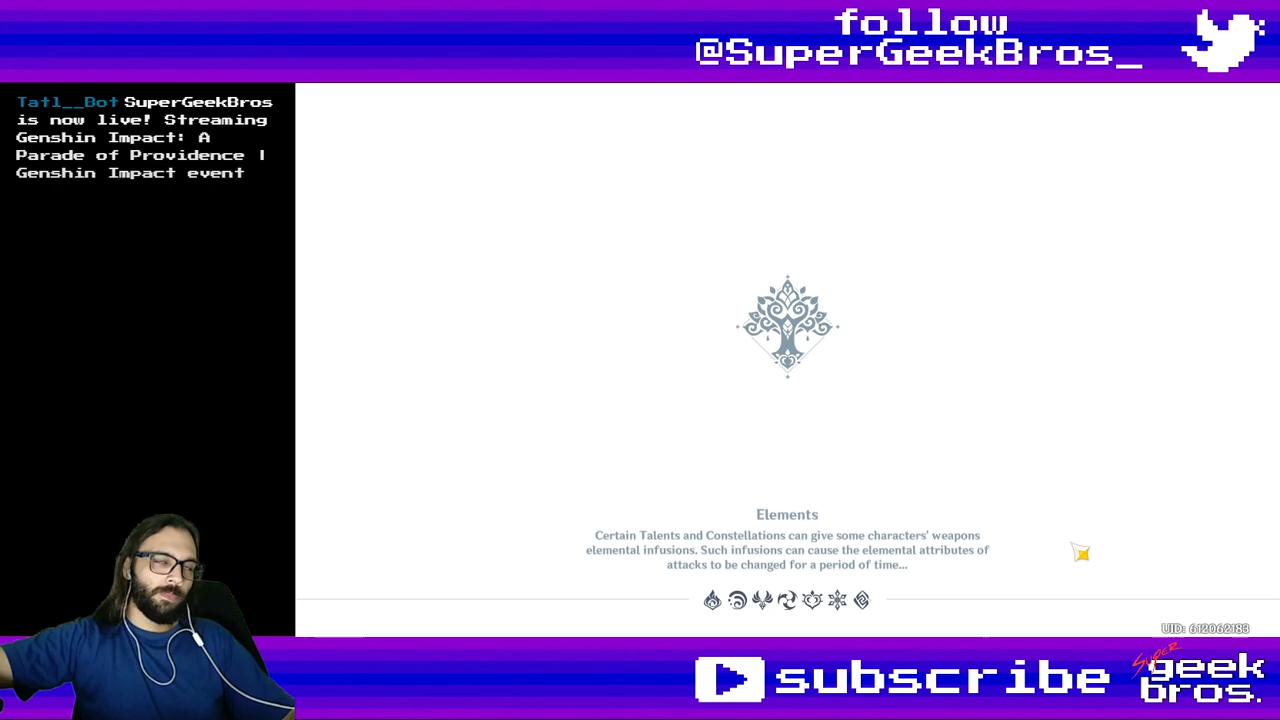 follow
@SuperGeekBros_
Tatl__Bot SuperGeekBros
is now live! Streaming
Genshin Impact: A
Parade of Providence |
Genshin Impact event
Elements
Certain Talents and Constellations can give some characters' weapons
elemental infusions. Such infusions can cause the elemental attributes of
attacks to be changed for a period of time...
UID: 612062183
subscribe
SUPER
geek
bros.